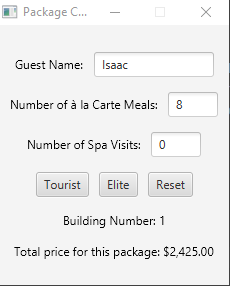 Package C...
Guest Name: Isaac
Number of à la Carte Meals: 8
Number of Spa Visits: 0
Tourist Elite Reset
Building Number: 1
Total price for this package: $2,425.00